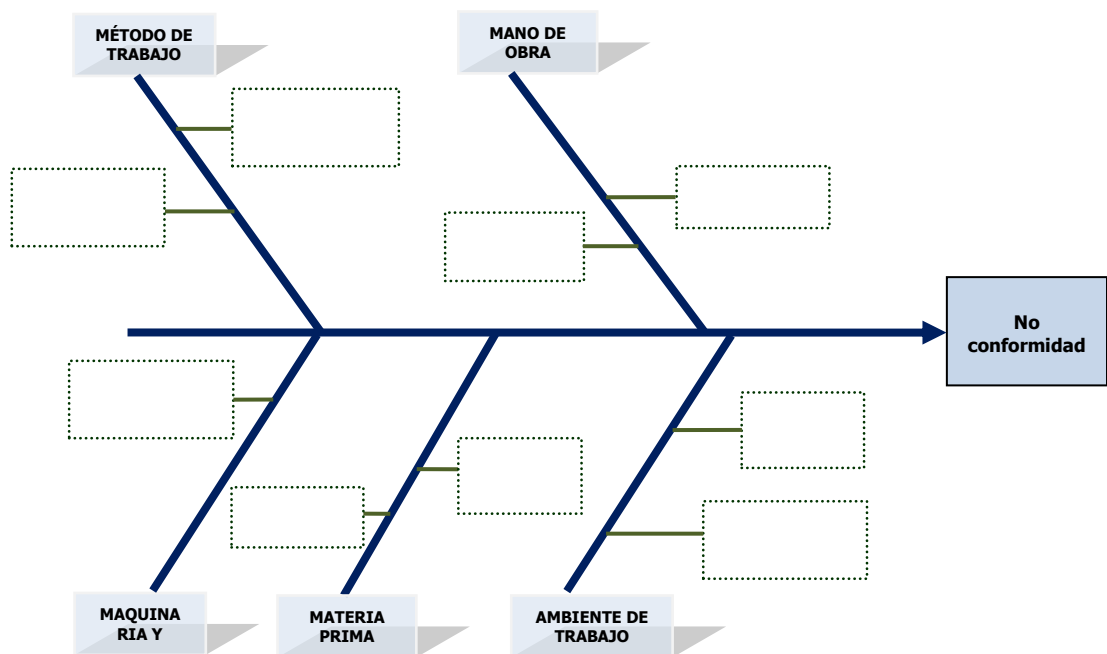 MÉTODO DE
TRABAJO
MANO DE
OBRA
No
conformidad
MAQUINA
RIA Y
MATERIA
PRIMA
AMBIENTE DE
TRABAJO